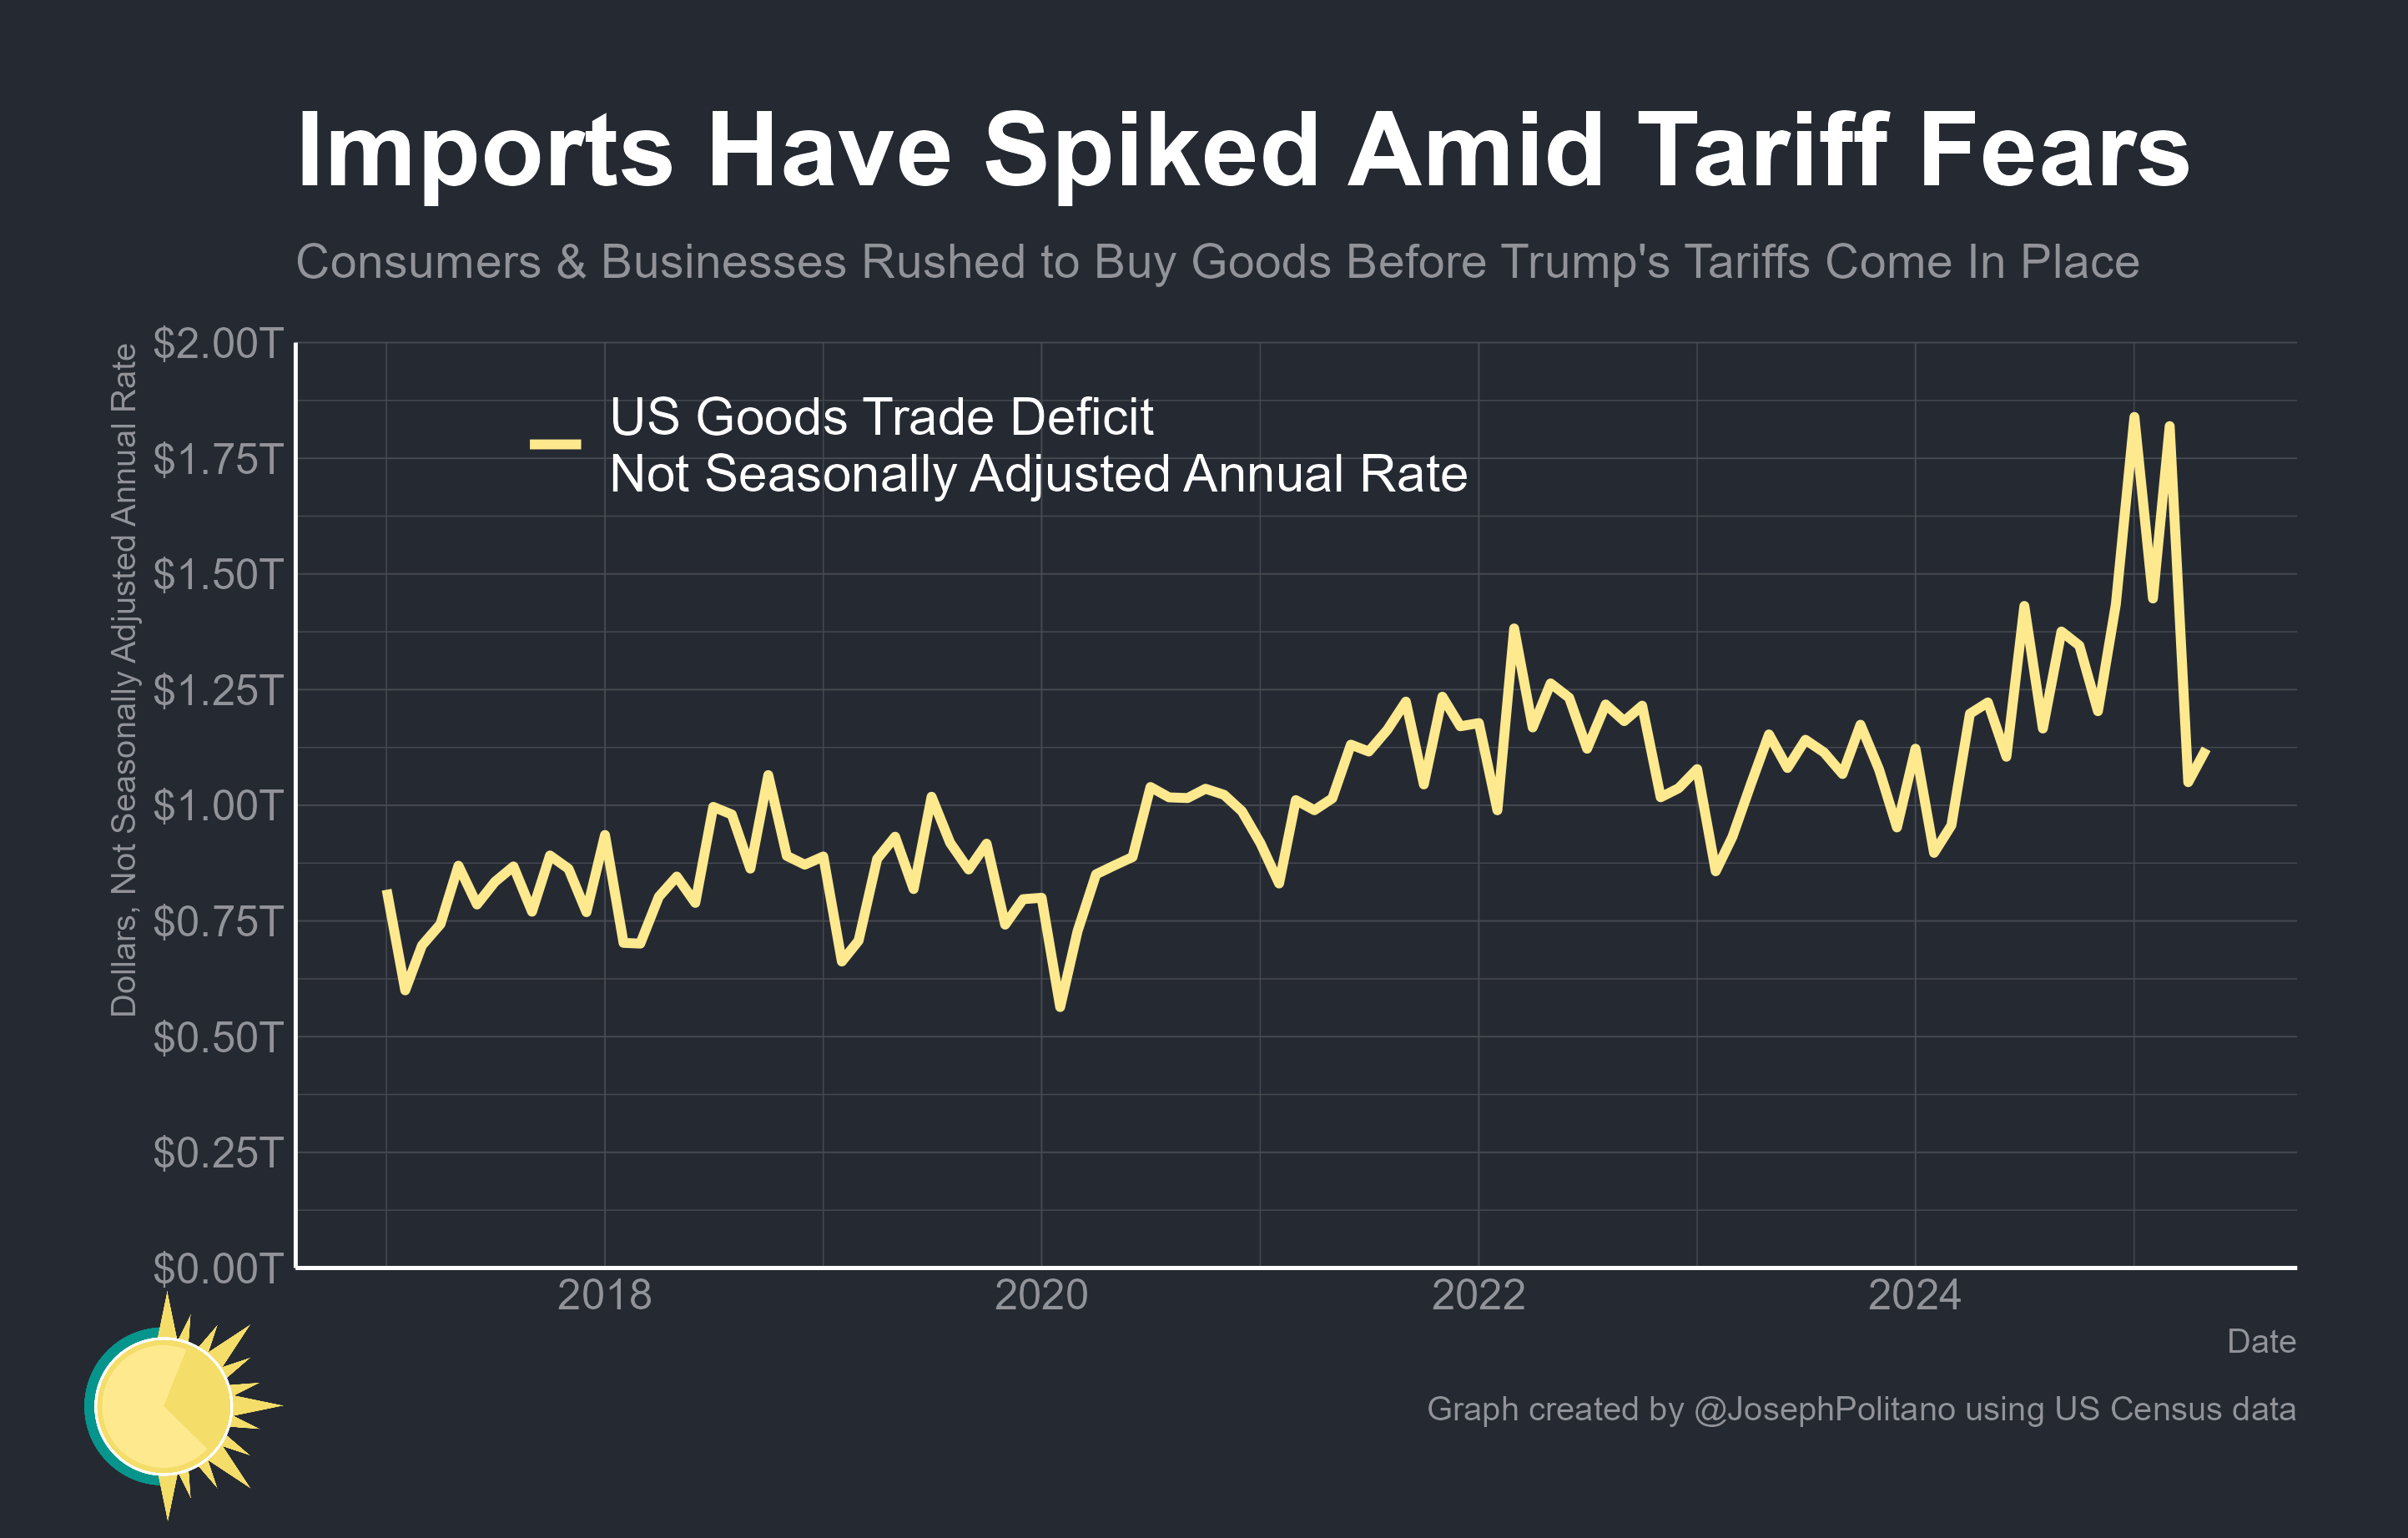 Imports Have Spiked Amid Tariff Fears
Consumers & Businesses Rushed to Buy Goods Before Trump's Tariffs Come In Place
Dollars, Not Seasonally Adjusted Annual Rate
$2.00T
$1.75T
$1.50T
$1.25T
$1.00T
$0.75T
$0.50T
$0.25T
$0.00T
US Goods Trade Deficit
Not Seasonally Adjusted Annual Rate
2018
2020
2022
2024
Date
Graph created by @JosephPolitano using US Census data